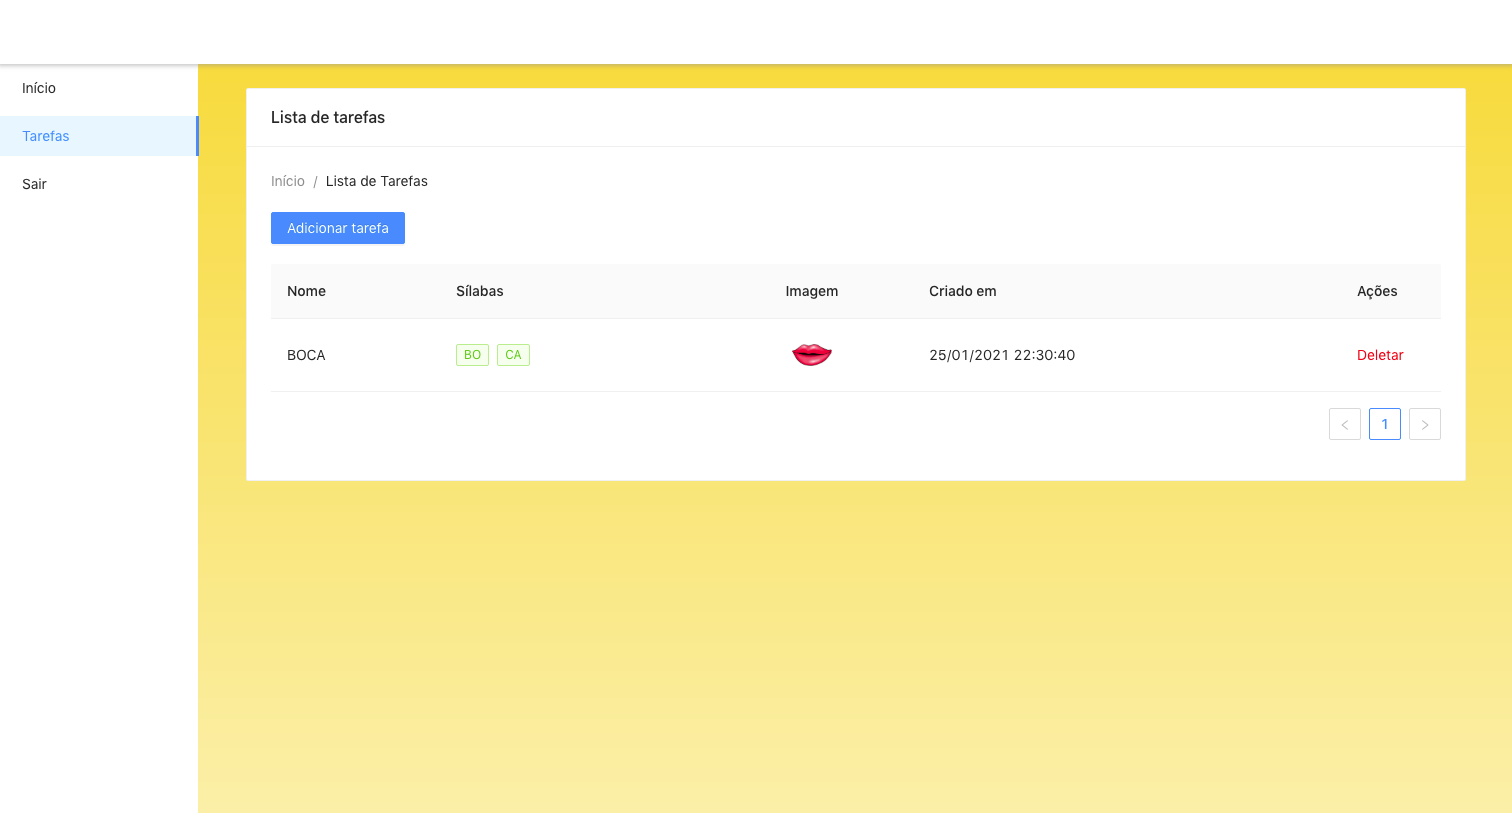 Início
Tarefas
Sair
Lista de tarefas
Início / Lista de Tarefas
Adicionar tarefa
Nome Sílabas Imagem Criado em Ações
BOCA BO CA 25/01/2021 22:30:40 Deletar
< 1 >